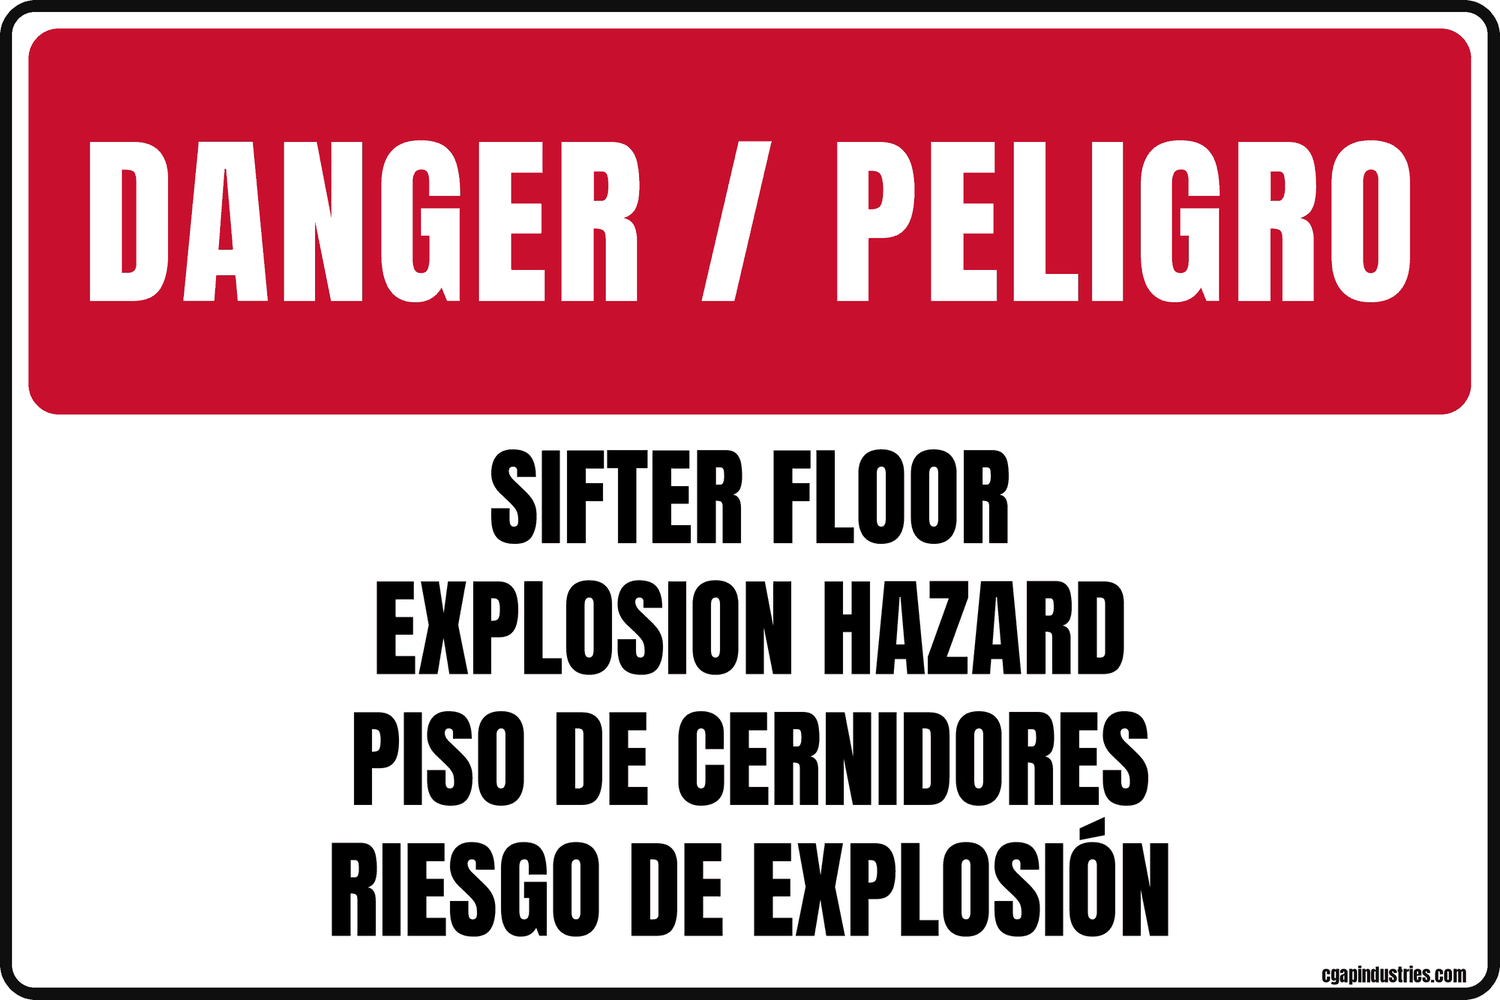 DANGER / PELIGRO
SIFTER FLOOR
EXPLOSION HAZARD
PISO DE CERNIDORES
RIESGO DE EXPLOSIÓN
cgapindustries.com